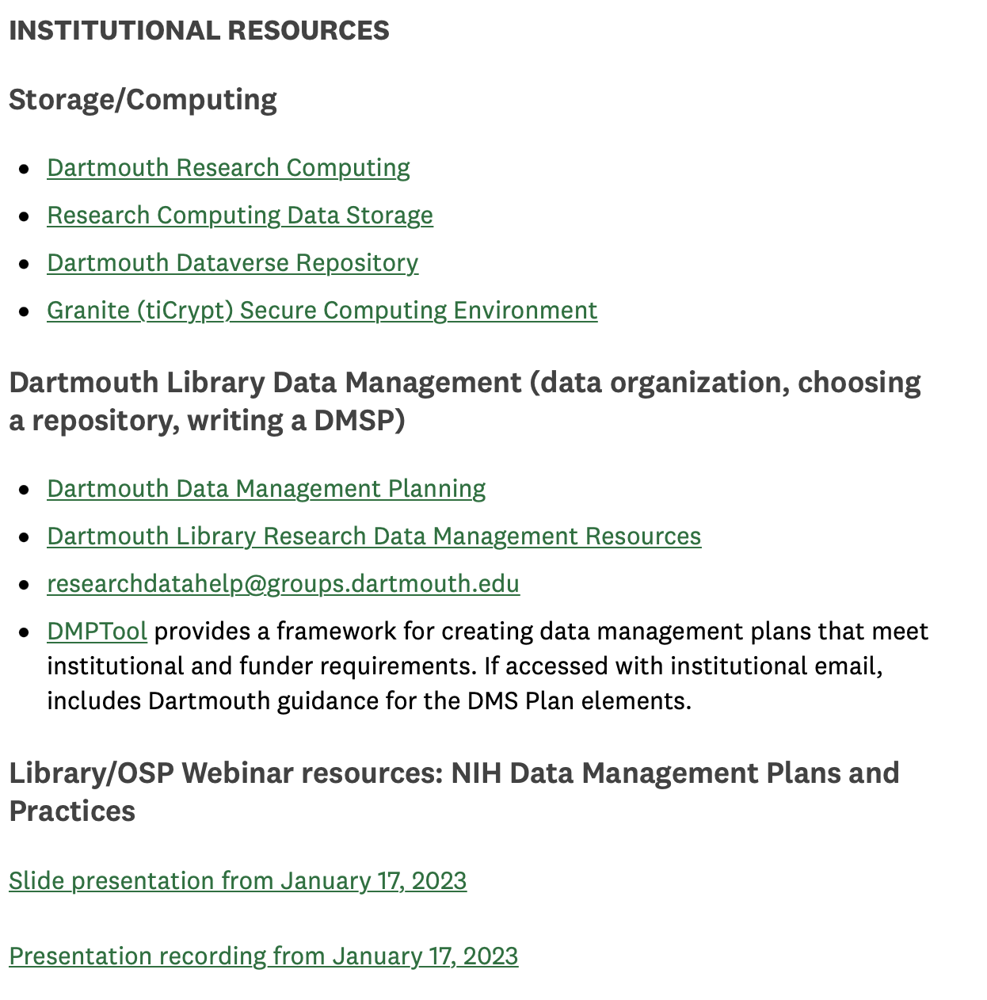 INSTITUTIONAL RESOURCES
Storage/Computing
• Dartmouth Research Computing
• Research Computing Data Storage
• Dartmouth Dataverse Repository
• Granite (tiCrypt) Secure Computing Environment
Dartmouth Library Data Management (data organization, choosing
a repository, writing a DMSP)
• Dartmouth Data Management Planning
• Dartmouth Library Research Data Management Resources
• researchdatahelp@groups.dartmouth.edu
• DMPTool provides a framework for creating data management plans that meet
institutional and funder requirements. If accessed with institutional email,
includes Dartmouth guidance for the DMS Plan elements.
Library/OSP Webinar resources: NIH Data Management Plans and
Practices
Slide presentation from January 17, 2023
Presentation recording from January 17, 2023